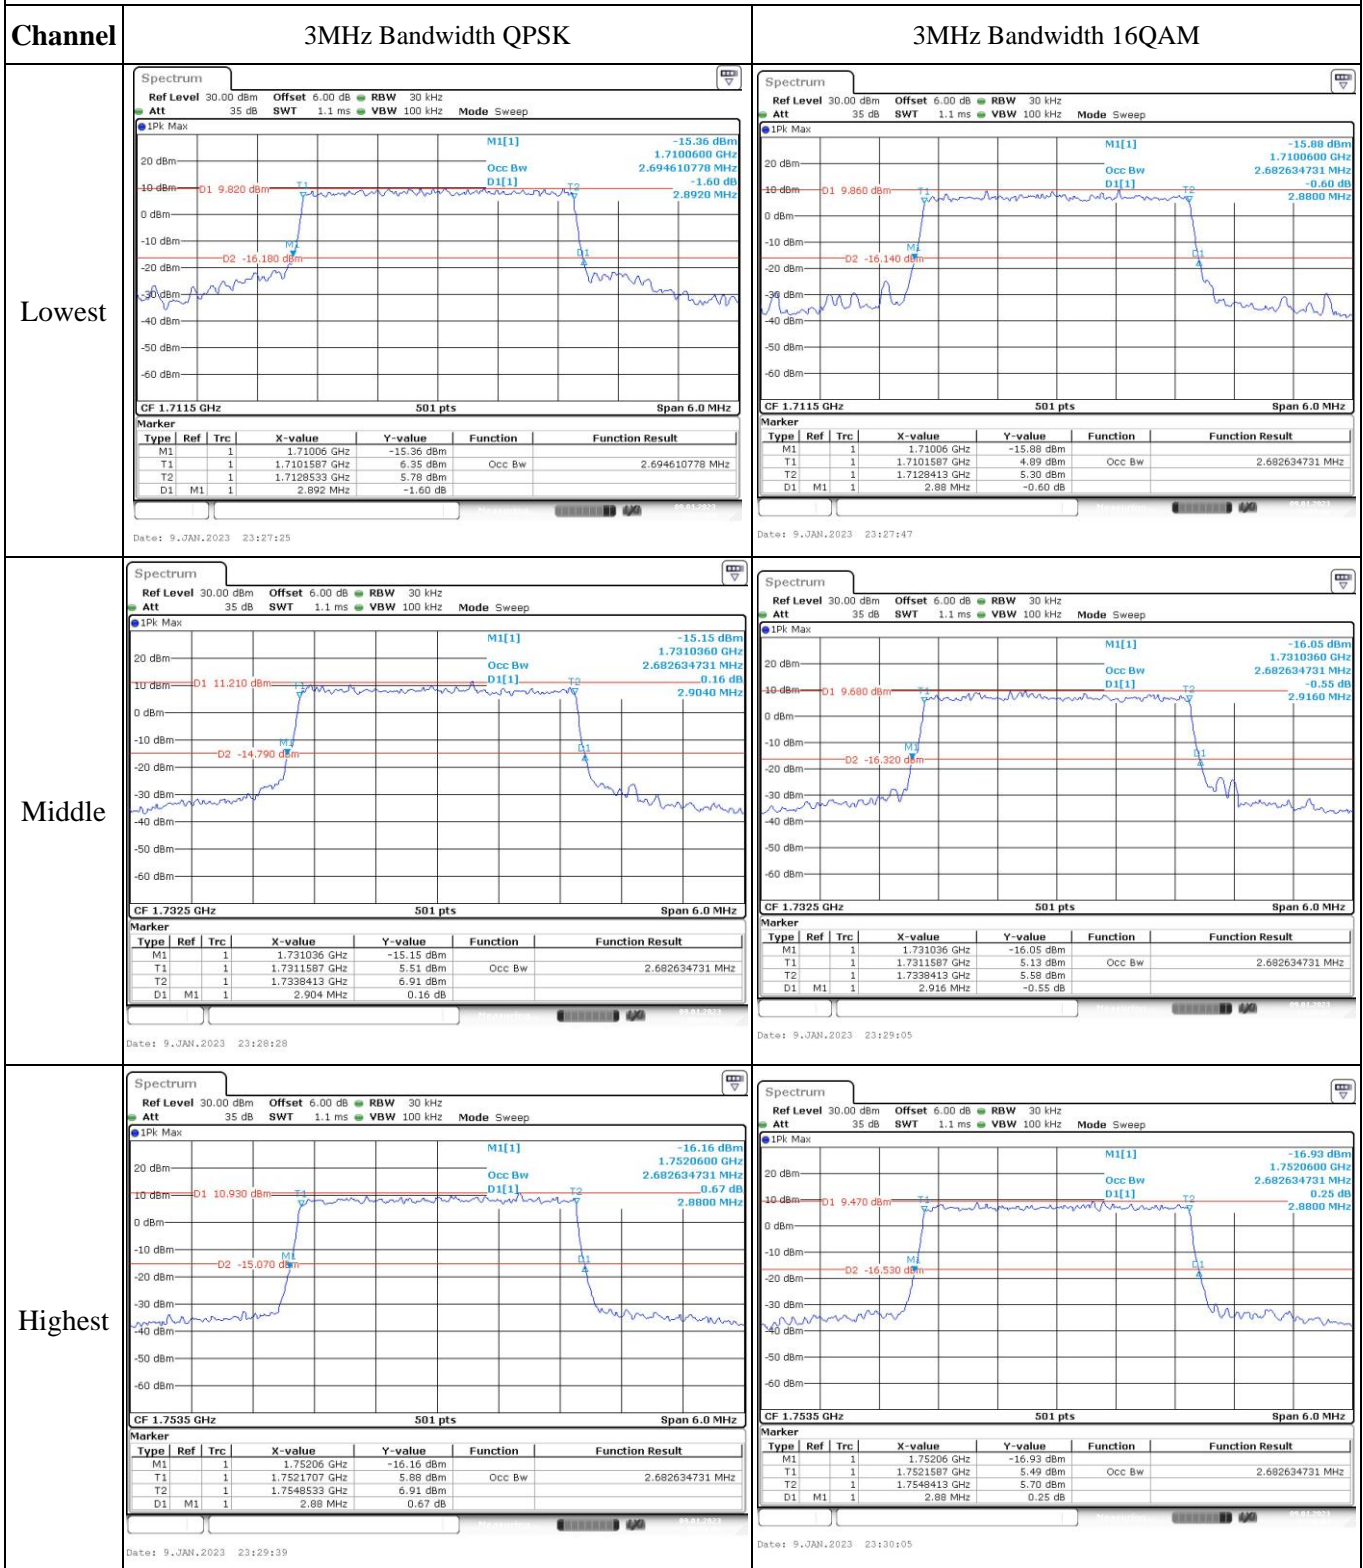 Channel 3MHz Bandwidth QPSK 3MHz Bandwidth 16QAM
Lowest
Spectrum
Ref Level 30.00 dBm Offset 6.00 dB RBW 30 kHz
Att 35 dB SWT 1.1 ms VBW 100 kHz Mode Sweep
1Pk Max
M1[1] -15.36 dBm
1.7100600 GHz
20 dBm
Occ Bw 2.694610778 MHz
D1[1] -1.60 dB
10 dBm D1 9.820 dBm T1 T2 2.8920 MHz
0 dBm
-10 dBm
M1
D2 -16.180 dBm D1
-20 dBm
-30 dBm
-40 dBm
-50 dBm
-60 dBm
CF 1.7115 GHz 501 pts Span 6.0 MHz
Marker
Type Ref Trc X-value Y-value Function Function Result
M1 1 1.71006 GHz -15.36 dBm
T1 1 1.7101587 GHz 6.35 dBm Occ Bw 2.694610778 MHz
T2 1 1.7128533 GHz 5.78 dBm
D1 M1 1 2.892 MHz -1.60 dB
Date: 9.JAN.2023 23:27:25
Spectrum
Ref Level 30.00 dBm Offset 6.00 dB RBW 30 kHz
Att 35 dB SWT 1.1 ms VBW 100 kHz Mode Sweep
1Pk Max
M1[1] -15.88 dBm
1.7100600 GHz
20 dBm
Occ Bw 2.682634731 MHz
D1[1] -0.60 dB
10 dBm D1 9.860 dBm T1 T2 2.8800 MHz
0 dBm
-10 dBm
M1
D2 -16.140 dBm D1
-20 dBm
-30 dBm
-40 dBm
-50 dBm
-60 dBm
CF 1.7115 GHz 501 pts Span 6.0 MHz
Marker
Type Ref Trc X-value Y-value Function Function Result
M1 1 1.71006 GHz -15.88 dBm
T1 1 1.7101587 GHz 4.89 dBm Occ Bw 2.682634731 MHz
T2 1 1.7128413 GHz 5.30 dBm
D1 M1 1 2.88 MHz -0.60 dB
Date: 9.JAN.2023 23:27:47
Middle
Spectrum
Ref Level 30.00 dBm Offset 6.00 dB RBW 30 kHz
Att 35 dB SWT 1.1 ms VBW 100 kHz Mode Sweep
1Pk Max
M1[1] -15.15 dBm
1.7310360 GHz
20 dBm
Occ Bw 2.682634731 MHz
D1[1] 0.16 dB
10 dBm D1 11.210 dBm T1 T2 2.9040 MHz
0 dBm
-10 dBm
M1
D2 -14.790 dBm D1
-20 dBm
-30 dBm
-40 dBm
-50 dBm
-60 dBm
CF 1.7325 GHz 501 pts Span 6.0 MHz
Marker
Type Ref Trc X-value Y-value Function Function Result
M1 1 1.731036 GHz -15.15 dBm
T1 1 1.7311587 GHz 5.51 dBm Occ Bw 2.682634731 MHz
T2 1 1.7338413 GHz 6.91 dBm
D1 M1 1 2.904 MHz 0.16 dB
Date: 9.JAN.2023 23:28:28
Spectrum
Ref Level 30.00 dBm Offset 6.00 dB RBW 30 kHz
Att 35 dB SWT 1.1 ms VBW 100 kHz Mode Sweep
1Pk Max
M1[1] -16.05 dBm
1.7310360 GHz
20 dBm
Occ Bw 2.682634731 MHz
D1[1] -0.55 dB
10 dBm D1 9.680 dBm T1 T2 2.9160 MHz
0 dBm
-10 dBm
M1
D2 -16.320 dBm D1
-20 dBm
-30 dBm
-40 dBm
-50 dBm
-60 dBm
CF 1.7325 GHz 501 pts Span 6.0 MHz
Marker
Type Ref Trc X-value Y-value Function Function Result
M1 1 1.731036 GHz -16.05 dBm
T1 1 1.7311587 GHz 5.13 dBm Occ Bw 2.682634731 MHz
T2 1 1.7338413 GHz 5.58 dBm
D1 M1 1 2.916 MHz -0.55 dB
Date: 9.JAN.2023 23:29:05
Highest
Spectrum
Ref Level 30.00 dBm Offset 6.00 dB RBW 30 kHz
Att 35 dB SWT 1.1 ms VBW 100 kHz Mode Sweep
1Pk Max
M1[1] -16.16 dBm
1.7520600 GHz
20 dBm
Occ Bw 2.682634731 MHz
D1[1] 0.67 dB
10 dBm D1 10.930 dBm T1 T2 2.8800 MHz
0 dBm
-10 dBm
M1
D2 -15.070 dBm D1
-20 dBm
-30 dBm
-40 dBm
-50 dBm
-60 dBm
CF 1.7535 GHz 501 pts Span 6.0 MHz
Marker
Type Ref Trc X-value Y-value Function Function Result
M1 1 1.75206 GHz -16.16 dBm
T1 1 1.7521707 GHz 5.88 dBm Occ Bw 2.682634731 MHz
T2 1 1.7548533 GHz 6.91 dBm
D1 M1 1 2.88 MHz 0.67 dB
Date: 9.JAN.2023 23:29:39
Spectrum
Ref Level 30.00 dBm Offset 6.00 dB RBW 30 kHz
Att 35 dB SWT 1.1 ms VBW 100 kHz Mode Sweep
1Pk Max
M1[1] -16.93 dBm
1.7520600 GHz
20 dBm
Occ Bw 2.682634731 MHz
D1[1] 0.25 dB
10 dBm D1 9.470 dBm T1 T2 2.8800 MHz
0 dBm
-10 dBm
M1
D2 -16.530 dBm D1
-20 dBm
-30 dBm
-40 dBm
-50 dBm
-60 dBm
CF 1.7535 GHz 501 pts Span 6.0 MHz
Marker
Type Ref Trc X-value Y-value Function Function Result
M1 1 1.75206 GHz -16.93 dBm
T1 1 1.7521587 GHz 5.49 dBm Occ Bw 2.682634731 MHz
T2 1 1.7548413 GHz 5.70 dBm
D1 M1 1 2.88 MHz 0.25 dB
Date: 9.JAN.2023 23:30:05